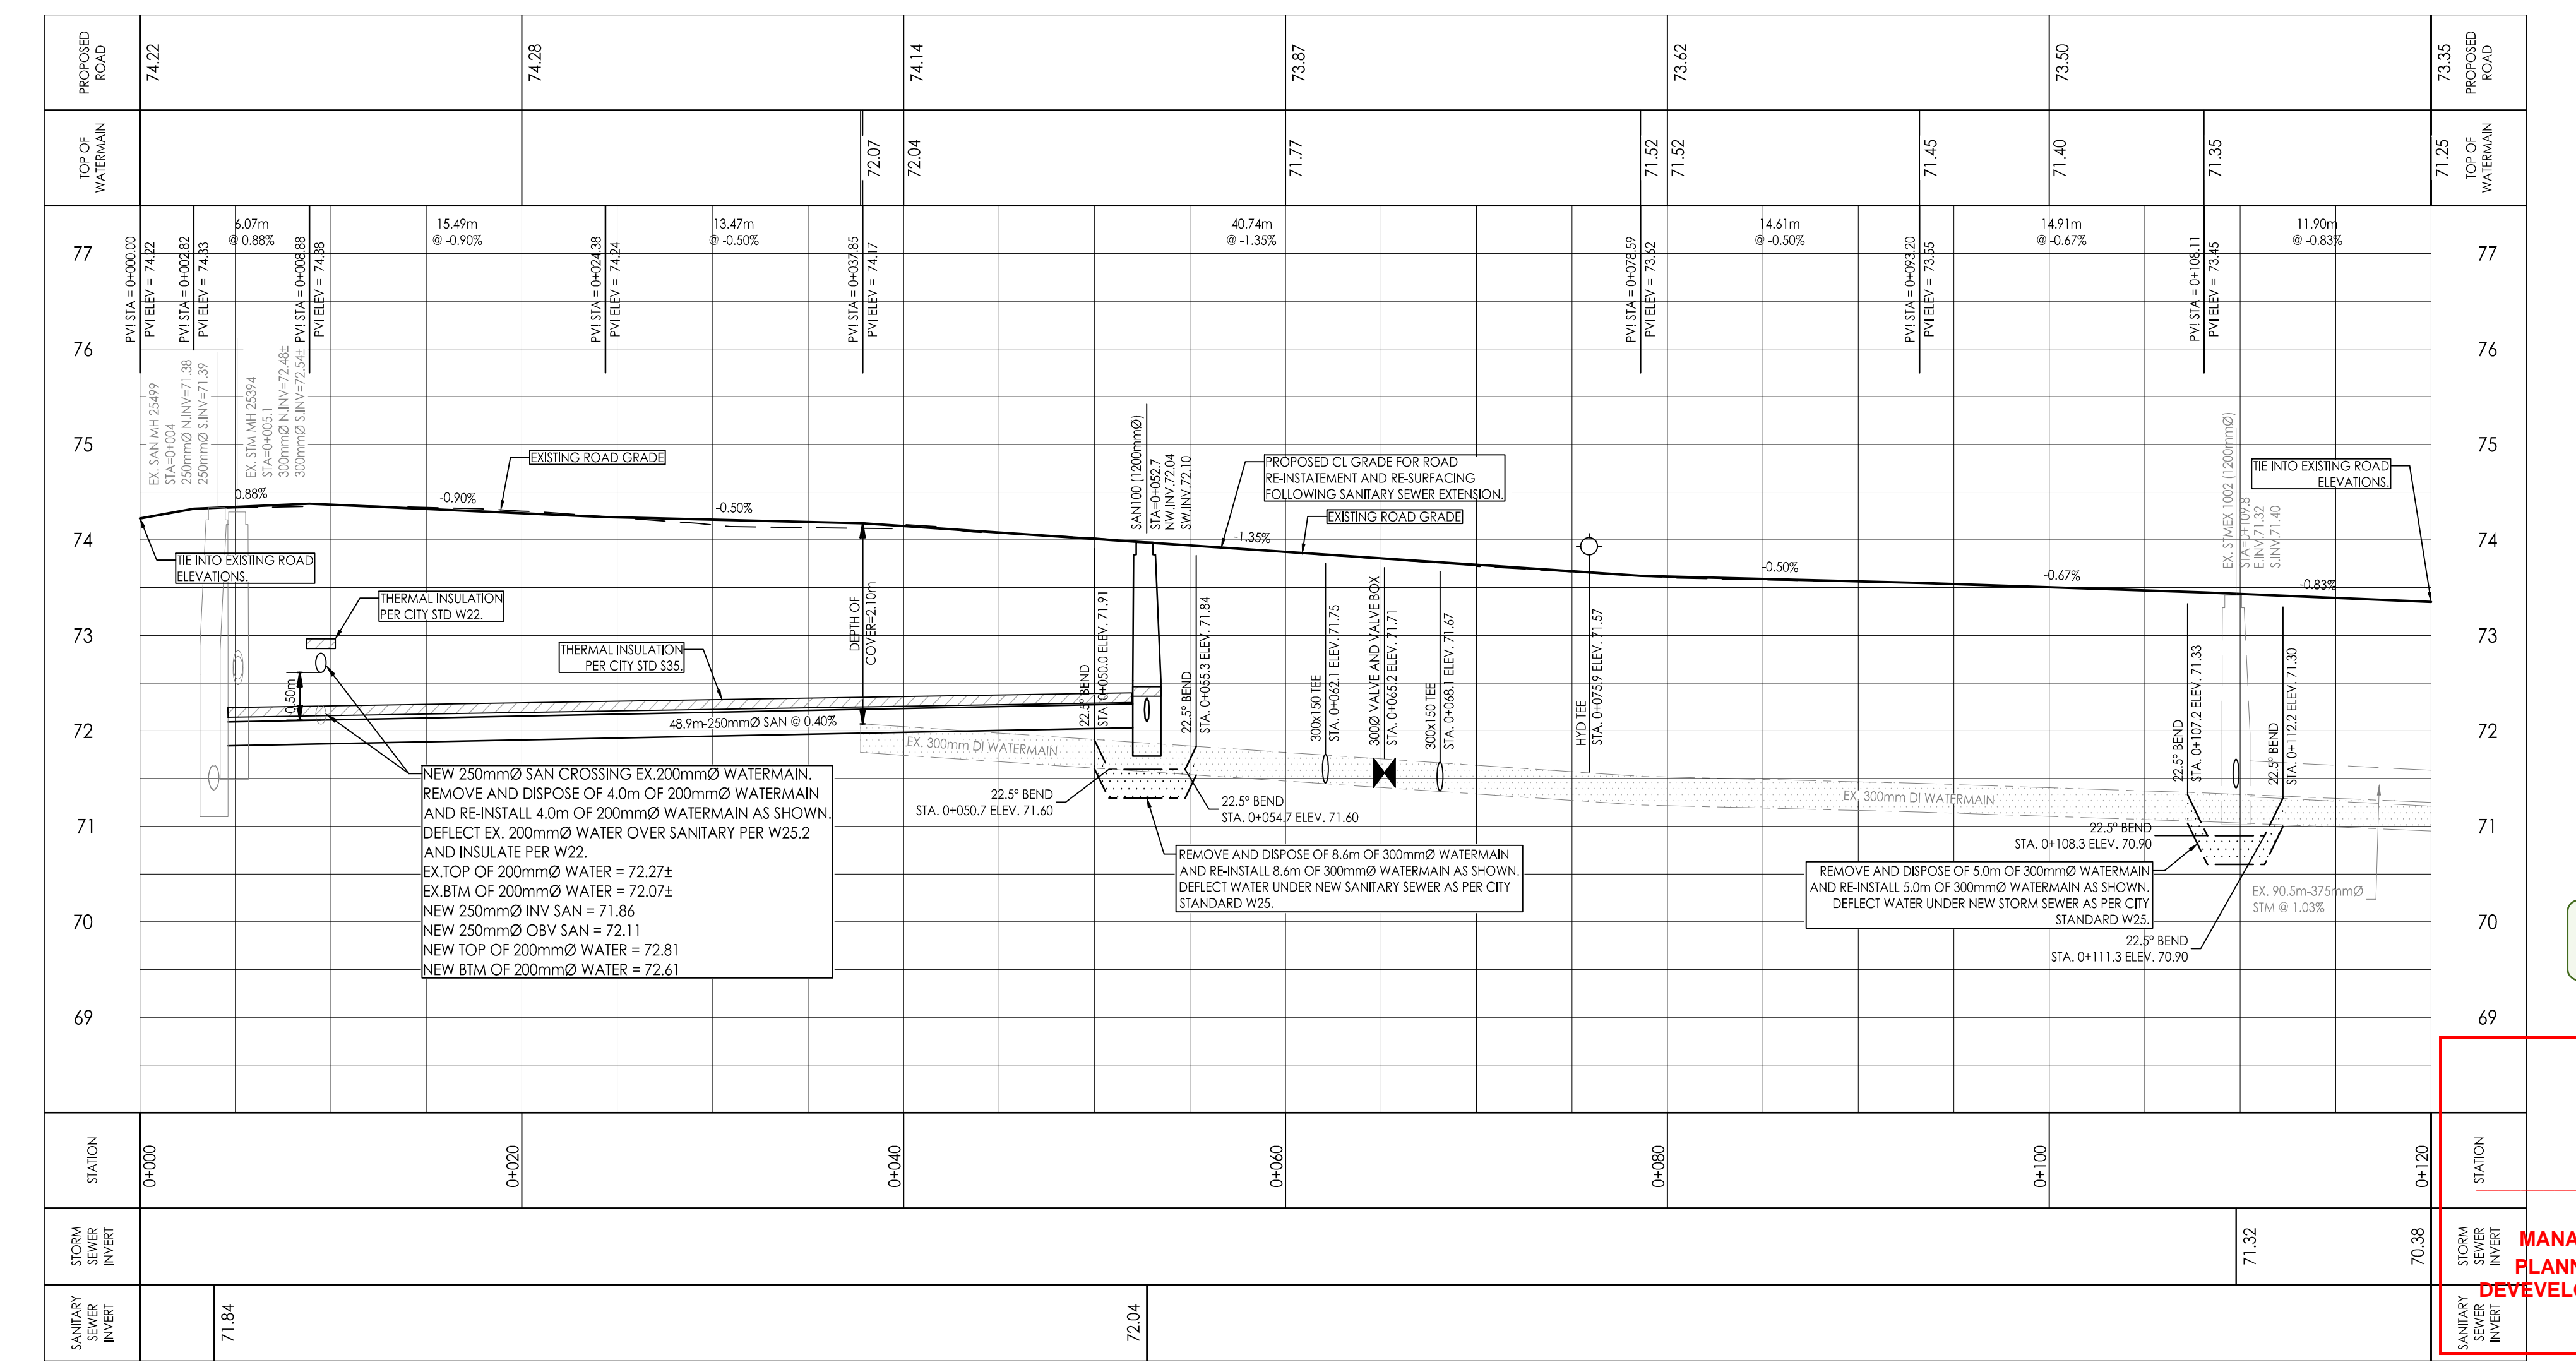 PROPOSED
ROAD
74.22
74.28
74.14
73.87
73.62
73.50
73.35
PROPOSED
ROAD
TOP OF
WATERMAIN
72.07
72.04
71.77
71.52
71.52
71.45
71.40
71.35
71.25
TOP OF
WATERMAIN
6.07m
@ 0.88%
15.49m
@ -0.90%
13.47m
@ -0.50%
40.74m
@ -1.35%
14.61m
@ -0.50%
14.91m
@ -0.67%
11.90m
@ -0.83%
PVI STA = 0+000.00
PVI ELEV = 74.22
PVI STA = 0+002.82
PVI ELEV = 74.33
PVI STA = 0+008.88
PVI ELEV = 74.38
PVI STA = 0+024.38
PVI ELEV = 74.24
PVI STA = 0+037.85
PVI ELEV = 74.17
PVI STA = 0+078.59
PVI ELEV = 73.62
PVI STA = 0+093.20
PVI ELEV = 73.55
PVI STA = 0+108.11
PVI ELEV = 73.45
77
76
75
74
73
72
71
70
69
77
76
75
74
73
72
71
70
69
EX. SAN MH 25499
STA=0+004
250mmØ N.INV=71.38
250mmØ S.INV=71.39
EX. STM MH 25394
STA=0+005.1
300mmØ N.INV=72.48±
300mmØ S.INV=72.54±
EXISTING ROAD GRADE
0.88%
-0.90%
-0.50%
-1.35%
-0.50%
-0.67%
-0.83%
TIE INTO EXISTING ROAD
ELEVATIONS.
THERMAL INSULATION
PER CITY STD W22.
THERMAL INSULATION
PER CITY STD S35.
0.50m
48.9m-250mmØ SAN @ 0.40%
DEPTH OF
COVER=2.10m
EX. 300mm DI WATERMAIN
SAN100 (1200mmØ)
STA=0+052.7
NW.INV.72.04
SW.INV.72.10
PROPOSED CL GRADE FOR ROAD
RE-INSTATEMENT AND RE-SURFACING
FOLLOWING SANITARY SEWER EXTENSION.
EXISTING ROAD GRADE
22.5° BEND
STA. 0+050.0 ELEV. 71.91
22.5° BEND
STA. 0+055.3 ELEV. 71.84
300x150 TEE
STA. 0+062.1 ELEV. 71.75
300Ø VALVE AND VALVE BOX
STA. 0+065.2 ELEV. 71.71
300x150 TEE
STA. 0+068.1 ELEV. 71.67
HYD TEE
STA. 0+075.9 ELEV. 71.57
22.5° BEND
STA. 0+050.7 ELEV. 71.60
22.5° BEND
STA. 0+054.7 ELEV. 71.60
EX. STMEX 1002 (1200mmØ)
STA=0+109.8
E.INV.71.32
S.INV.71.40
TIE INTO EXISTING ROAD
ELEVATIONS.
22.5° BEND
STA. 0+107.2 ELEV. 71.33
22.5° BEND
STA. 0+112.2 ELEV. 71.30
EX. 300mm DI WATERMAIN
22.5° BEND
STA. 0+108.3 ELEV. 70.90
22.5° BEND
STA. 0+111.3 ELEV. 70.90
EX. 90.5m-375mmØ
STM @ 1.03%
NEW 250mmØ SAN CROSSING EX.200mmØ WATERMAIN.
REMOVE AND DISPOSE OF 4.0m OF 200mmØ WATERMAIN
AND RE-INSTALL 4.0m OF 200mmØ WATERMAIN AS SHOWN.
DEFLECT EX. 200mmØ WATER OVER SANITARY PER W25.2
AND INSULATE PER W22.
EX.TOP OF 200mmØ WATER = 72.27±
EX.BTM OF 200mmØ WATER = 72.07±
NEW 250mmØ INV SAN = 71.86
NEW 250mmØ OBV SAN = 72.11
NEW TOP OF 200mmØ WATER = 72.81
NEW BTM OF 200mmØ WATER = 72.61
REMOVE AND DISPOSE OF 8.6m OF 300mmØ WATERMAIN
AND RE-INSTALL 8.6m OF 300mmØ WATERMAIN AS SHOWN.
DEFLECT WATER UNDER NEW SANITARY SEWER AS PER CITY
STANDARD W25.
REMOVE AND DISPOSE OF 5.0m OF 300mmØ WATERMAIN
AND RE-INSTALL 5.0m OF 300mmØ WATERMAIN AS SHOWN.
DEFLECT WATER UNDER NEW STORM SEWER AS PER CITY
STANDARD W25.
STATION
0+000
0+020
0+040
0+060
0+080
0+100
0+120
STATION
STORM
SEWER
INVERT
71.32
70.38
STORM
SEWER
INVERT
SANITARY
SEWER
INVERT
71.84
72.04
SANITARY
SEWER
INVERT